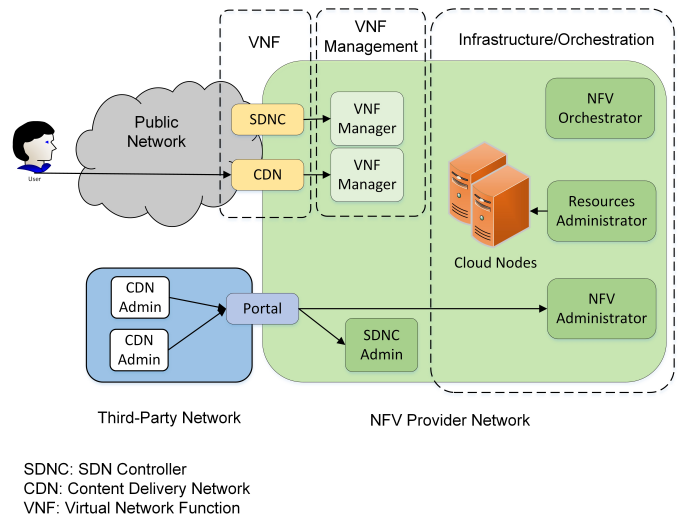 VNF
VNF
Management
Infrastructure/Orchestration
Public
Network
SDNC
VNF
Manager
NFV
Orchestrator
User
CDN
VNF
Manager
Resources
Administrator
Cloud Nodes
CDN
Admin
Portal
NFV
Administrator
CDN
Admin
SDNC
Admin
Third-Party Network
NFV Provider Network
SDNC: SDN Controller
CDN: Content Delivery Network
VNF: Virtual Network Function